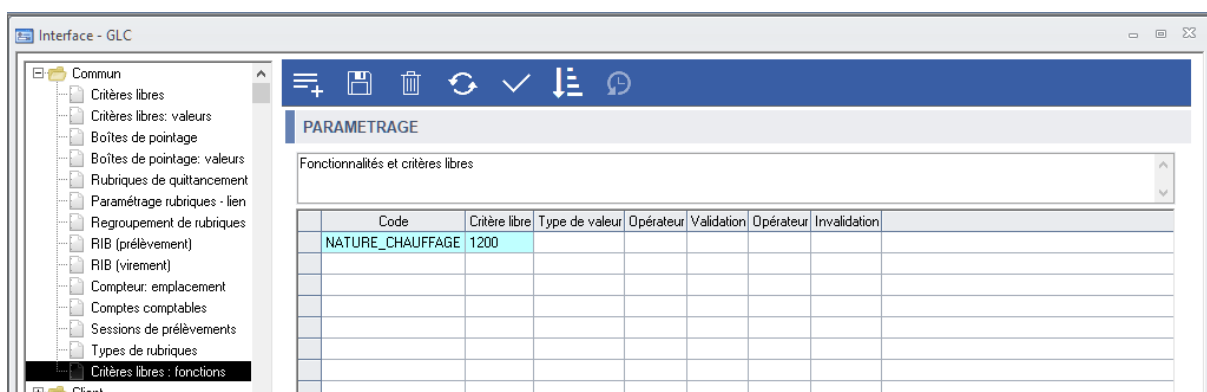 Interface - GLC
Commun
Critères libres
Critères libres: valeurs
Boîtes de pointage
Boîtes de pointage: valeurs
Rubriques de quittancement
Paramétrage rubriques - lien
Regroupement de rubriques
RIB (prélèvement)
RIB (virement)
Compteur: emplacement
Comptes comptables
Sessions de prélèvements
Types de rubriques
Critères libres : fonctions
Client
PARAMETRAGE
Fonctionnalités et critères libres
Code Critère libre Type de valeur Opérateur Validation Opérateur Invalidation
NATURE_CHAUFFAGE 1200